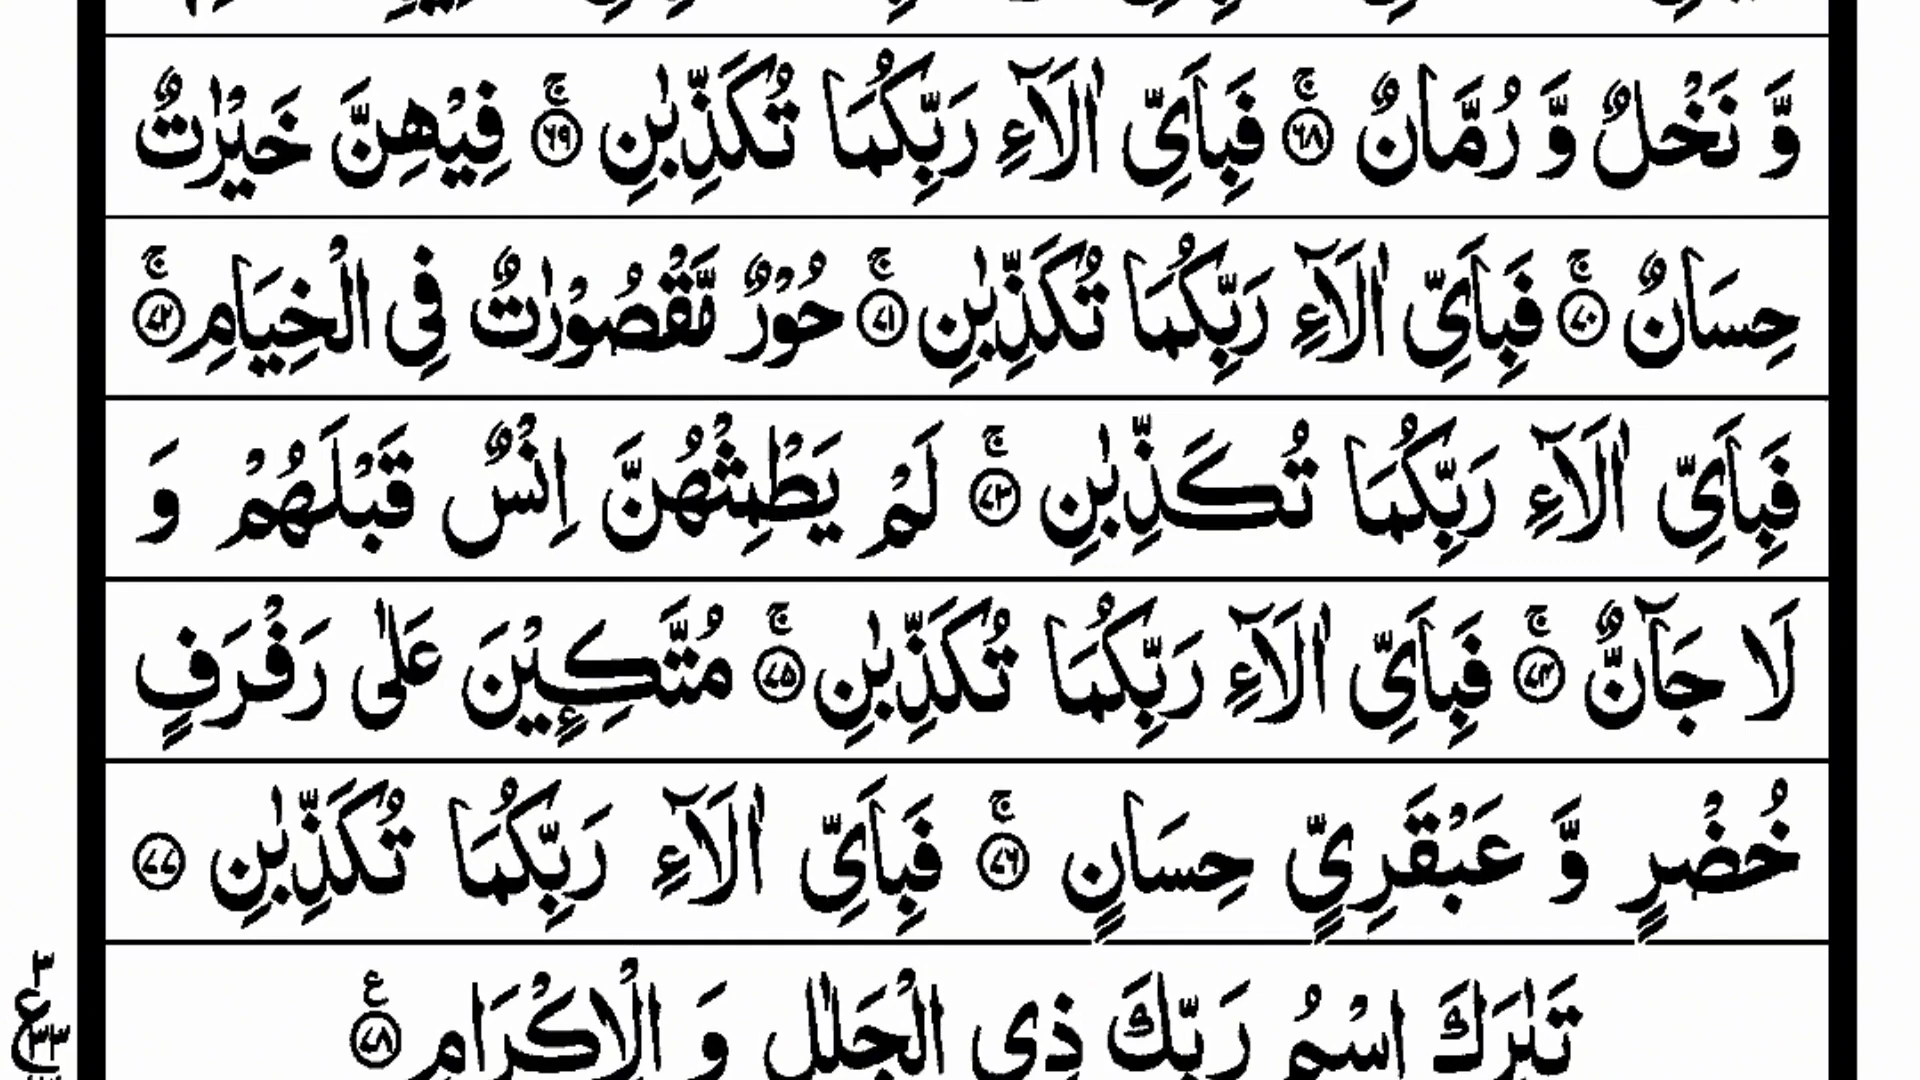 وَّ نَخْلٌ وَّ رُمَّانٌ ۚ﴿۶۸﴾ فَبِاَیِّ اٰلَآءِ رَبِّكُمَا تُكَذِّبٰنِ ۚ﴿۶۹﴾ فِیْهِنَّ خَیْرٰتٌ
حِسَانٌ ۚ﴿۷۰﴾ فَبِاَیِّ اٰلَآءِ رَبِّكُمَا تُكَذِّبٰنِ ۚ﴿۷۱﴾ حُوْرٌ مَّقْصُوْرٰتٌ فِی الْخِیَامِ ۚ﴿۷۲﴾
فَبِاَیِّ اٰلَآءِ رَبِّكُمَا تُكَذِّبٰنِ ۚ﴿۷۳﴾ لَمْ یَطْمِثْهُنَّ اِنْسٌ قَبْلَهُمْ وَ
لَا جَآنٌّ ۚ﴿۷۴﴾ فَبِاَیِّ اٰلَآءِ رَبِّكُمَا تُكَذِّبٰنِ ۚ﴿۷۵﴾ مُتَّكِـِٕیْنَ عَلٰی رَفْرَفٍ
خُضْرٍ وَّ عَبْقَرِیٍّ حِسَانٍ ۚ﴿۷۶﴾ فَبِاَیِّ اٰلَآءِ رَبِّكُمَا تُكَذِّبٰنِ ﴿۷۷﴾
تَبٰرَكَ اسْمُ رَبِّكَ ذِی الْجَلٰلِ وَ الْاِكْرَامِ ﴿۷۸﴾ ع